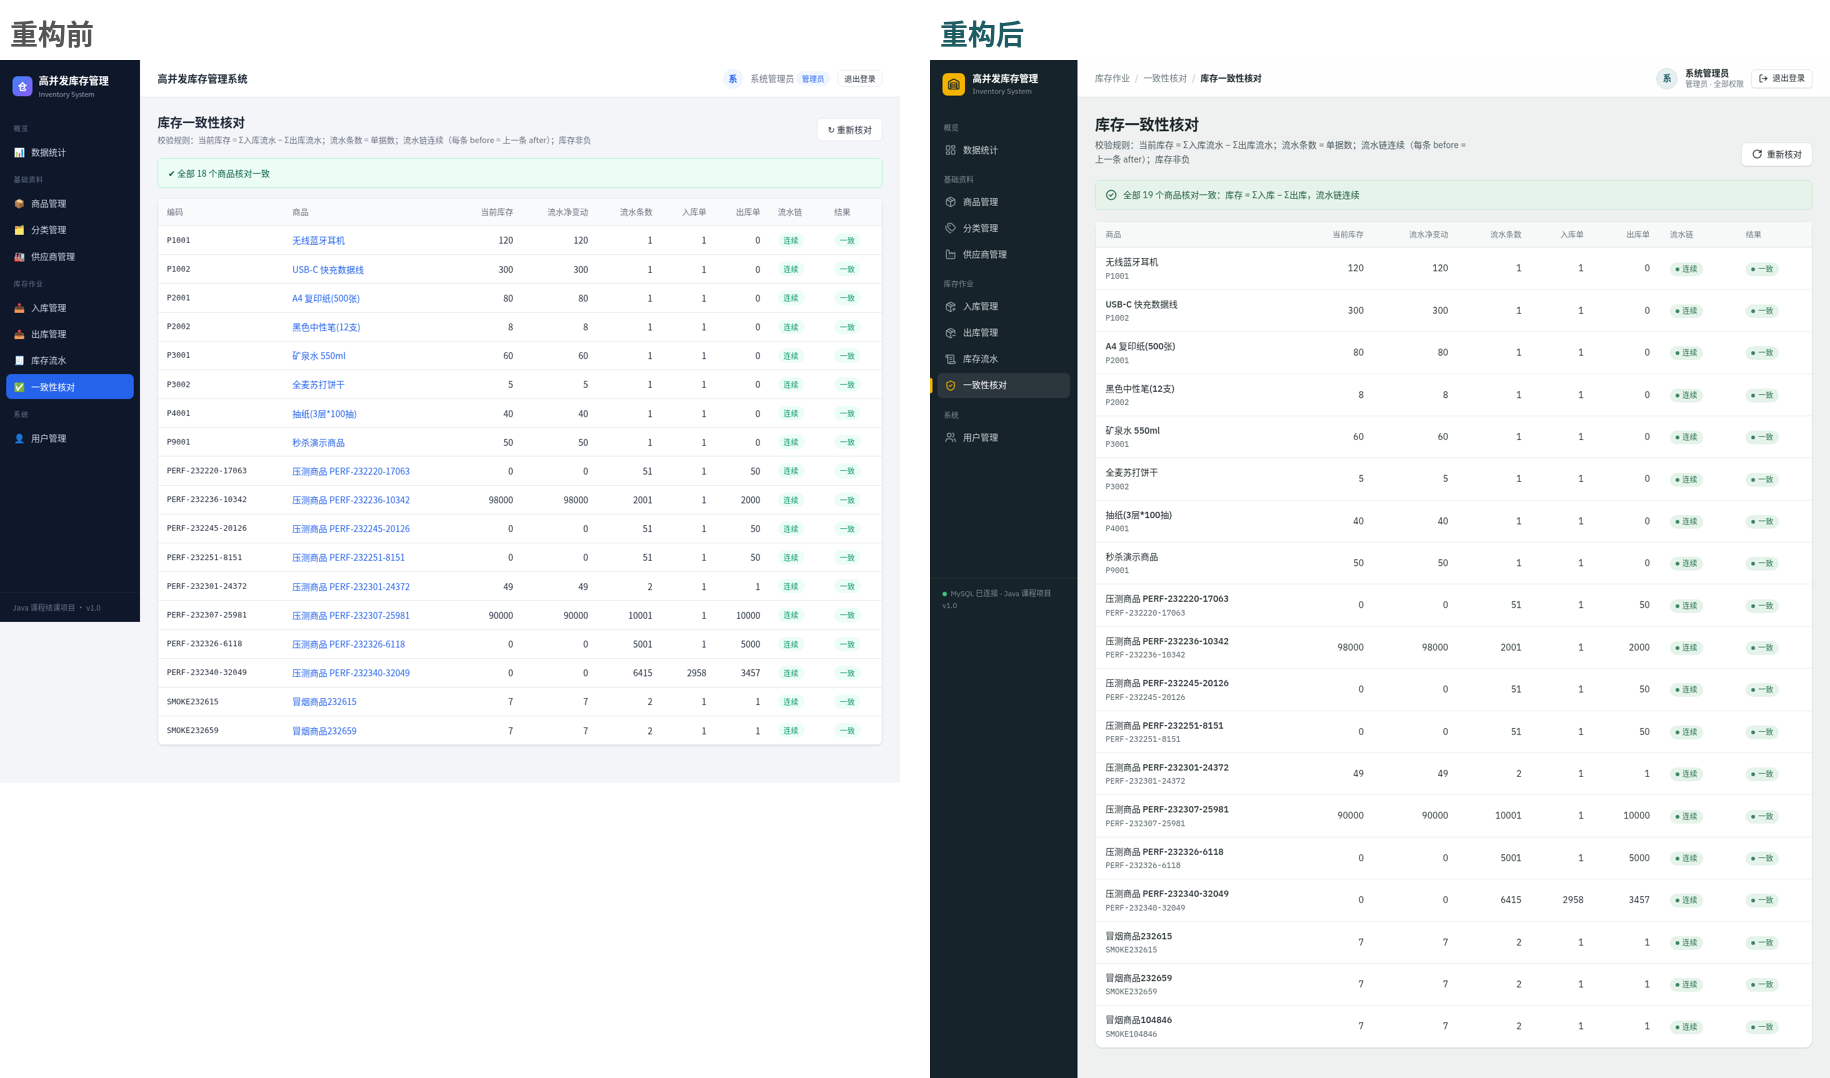 重构前
仓
高并发库存管理
Inventory System
概览
数据统计
基础资料
商品管理
分类管理
供应商管理
库存作业
入库管理
出库管理
库存流水
一致性核对
系统
用户管理
Java 课程结课项目 · v1.0
高并发库存管理系统
系 系统管理员 管理员 退出登录
库存一致性核对
校验规则：当前库存 = Σ入库流水 − Σ出库流水；流水条数 = 单据数；流水链连续（每条 before = 上一条 after）；库存非负
↻ 重新核对
✔ 全部 18 个商品核对一致
编码 商品 当前库存 流水净变动 流水条数 入库单 出库单 流水链 结果
P1001 无线蓝牙耳机 120 120 1 1 0 连续 一致
P1002 USB-C 快充数据线 300 300 1 1 0 连续 一致
P2001 A4 复印纸(500张) 80 80 1 1 0 连续 一致
P2002 黑色中性笔(12支) 8 8 1 1 0 连续 一致
P3001 矿泉水 550ml 60 60 1 1 0 连续 一致
P3002 全麦苏打饼干 5 5 1 1 0 连续 一致
P4001 抽纸(3层*100抽) 40 40 1 1 0 连续 一致
P9001 秒杀演示商品 50 50 1 1 0 连续 一致
PERF-232220-17063 压测商品 PERF-232220-17063 0 0 51 1 50 连续 一致
PERF-232236-10342 压测商品 PERF-232236-10342 98000 98000 2001 1 2000 连续 一致
PERF-232245-20126 压测商品 PERF-232245-20126 0 0 51 1 50 连续 一致
PERF-232251-8151 压测商品 PERF-232251-8151 0 0 51 1 50 连续 一致
PERF-232301-24372 压测商品 PERF-232301-24372 49 49 2 1 1 连续 一致
PERF-232307-25981 压测商品 PERF-232307-25981 90000 90000 10001 1 10000 连续 一致
PERF-232326-6118 压测商品 PERF-232326-6118 0 0 5001 1 5000 连续 一致
PERF-232340-32049 压测商品 PERF-232340-32049 0 0 6415 2958 3457 连续 一致
SMOKE232615 冒烟商品232615 7 7 2 1 1 连续 一致
SMOKE232659 冒烟商品232659 7 7 2 1 1 连续 一致
重构后
高并发库存管理
Inventory System
概览
数据统计
基础资料
商品管理
分类管理
供应商管理
库存作业
入库管理
出库管理
库存流水
一致性核对
系统
用户管理
MySQL 已连接 · Java 课程项目
v1.0
库存作业 / 一致性核对 / 库存一致性核对
系 系统管理员
管理员 · 全部权限
退出登录
库存一致性核对
校验规则：当前库存 = Σ入库流水 − Σ出库流水；流水条数 = 单据数；流水链连续（每条 before =
上一条 after）；库存非负
重新核对
全部 19 个商品核对一致：库存 = Σ入库 − Σ出库，流水链连续
商品 当前库存 流水净变动 流水条数 入库单 出库单 流水链 结果
无线蓝牙耳机 120 120 1 1 0 连续 一致
P1001
USB-C 快充数据线 300 300 1 1 0 连续 一致
P1002
A4 复印纸(500张) 80 80 1 1 0 连续 一致
P2001
黑色中性笔(12支) 8 8 1 1 0 连续 一致
P2002
矿泉水 550ml 60 60 1 1 0 连续 一致
P3001
全麦苏打饼干 5 5 1 1 0 连续 一致
P3002
抽纸(3层*100抽) 40 40 1 1 0 连续 一致
P4001
秒杀演示商品 50 50 1 1 0 连续 一致
P9001
压测商品 PERF-232220-17063 0 0 51 1 50 连续 一致
PERF-232220-17063
压测商品 PERF-232236-10342 98000 98000 2001 1 2000 连续 一致
PERF-232236-10342
压测商品 PERF-232245-20126 0 0 51 1 50 连续 一致
PERF-232245-20126
压测商品 PERF-232251-8151 0 0 51 1 50 连续 一致
PERF-232251-8151
压测商品 PERF-232301-24372 49 49 2 1 1 连续 一致
PERF-232301-24372
压测商品 PERF-232307-25981 90000 90000 10001 1 10000 连续 一致
PERF-232307-25981
压测商品 PERF-232326-6118 0 0 5001 1 5000 连续 一致
PERF-232326-6118
压测商品 PERF-232340-32049 0 0 6415 2958 3457 连续 一致
PERF-232340-32049
冒烟商品232615 7 7 2 1 1 连续 一致
SMOKE232615
冒烟商品232659 7 7 2 1 1 连续 一致
SMOKE232659
冒烟商品104846 7 7 2 1 1 连续 一致
SMOKE104846